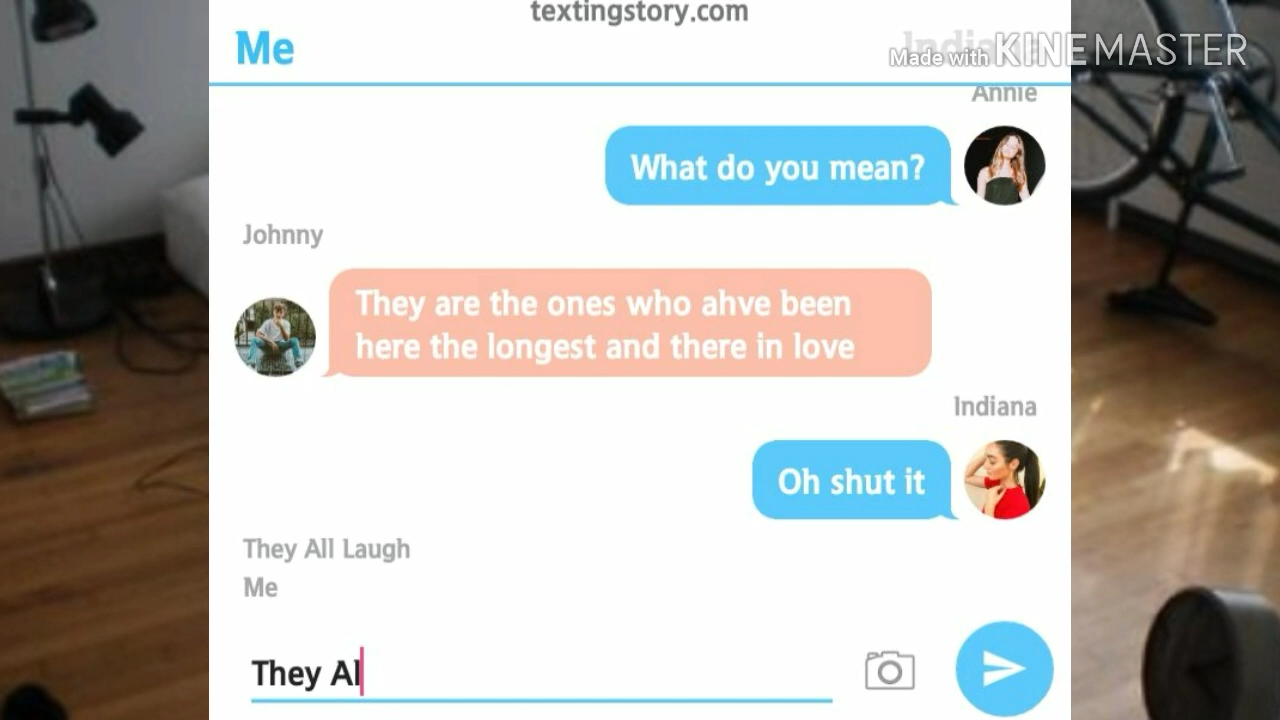 textingstory.com
Me
Indiana
Made with KINEMASTER
Annie
What do you mean?
Johnny
They are the ones who ahve been
here the longest and there in love
Indiana
Oh shut it
They All Laugh
Me
They Al